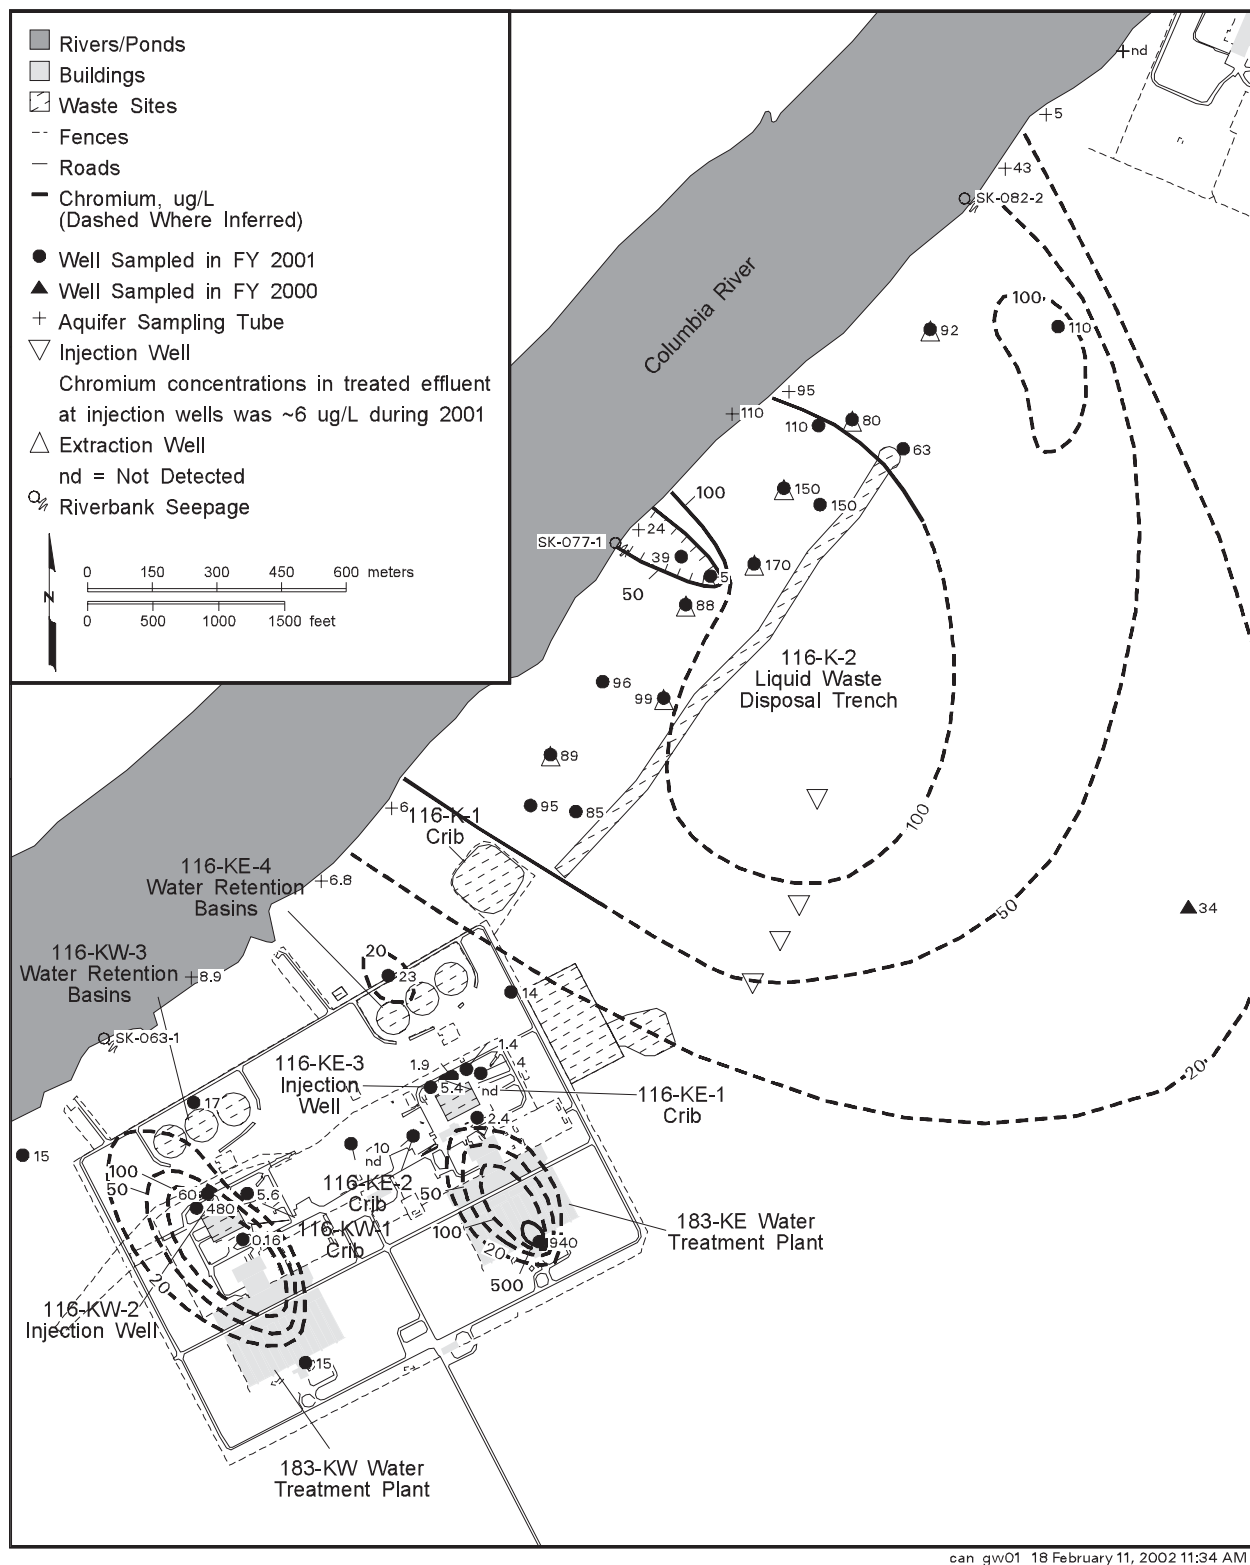 Rivers/Ponds
Buildings
Waste Sites
Fences
Roads
Chromium, ug/L
(Dashed Where Inferred)
Well Sampled in FY 2001
Well Sampled in FY 2000
Aquifer Sampling Tube
Injection Well
Chromium concentrations in treated effluent
at injection wells was ~6 ug/L during 2001
Extraction Well
nd = Not Detected
Riverbank Seepage
N
0 150 300 450 600 meters
0 500 1000 1500 feet
nd
5
43
SK-082-2
Columbia River
100
110
92
95
110
110
80
63
150
150
100
24
SK-077-1
39
5
170
50
88
116-K-2
Liquid Waste
Disposal Trench
96
99
89
95
85
6
116-K-1
Crib
100
50
34
20
116-KE-4
Water Retention
Basins
6.8
116-KW-3
Water Retention
Basins
8.9
20
23
14
SK-063-1
116-KE-3
Injection
Well
1.9
1.4
4
5.4
nd
116-KE-1
Crib
2.4
17
15
10
nd
116-KE-2
Crib
100
50
60
480
5.6
0.16
116-KW-1
Crib
20
50
100
20
500
940
183-KE Water
Treatment Plant
116-KW-2
Injection Well
15
183-KW Water
Treatment Plant
can_gw01_18 February 11, 2002 11:34 AM